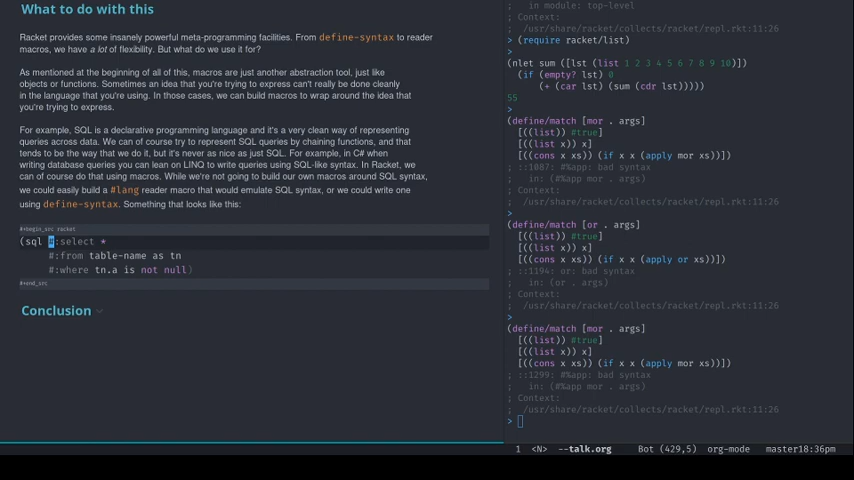 What to do with this
Racket provides some insanely powerful meta-programming facilities. From define-syntax to reader
macros, we have a lot of flexibility. But what do we use it for?
As mentioned at the beginning of all of this, macros are just another abstraction tool, just like
objects or functions. Sometimes an idea that you're trying to express can't really be done cleanly
in the language that you're using. In those cases, we can build macros to wrap around the idea that
you're trying to express.
For example, SQL is a declarative programming language and it's a very clean way of representing
queries across data. We can of course try to represent SQL queries by chaining functions, and that
tends to be the way that we do it, but it's never as nice as just SQL. For example, in C# when
writing database queries you can lean on LINQ to write queries using SQL-like syntax. In Racket, we
can of course do that using macros. While we're not going to build our own macros around SQL syntax,
we could easily build a #lang reader macro that would emulate SQL syntax, or we could write one
using define-syntax. Something that looks like this:
#+begin_src racket
(sql #:select *
#:from table-name as tn
#:where tn.a is not null)
#+end_src
Conclusion
; in module: top-level
; Context:
; /usr/share/racket/collects/racket/repl.rkt:11:26
> (require racket/list)
>
(nlet sum ([lst (list 1 2 3 4 5 6 7 8 9 10)])
(if (empty? lst) 0
(+ (car lst) (sum (cdr lst)))))
55
>
(define/match [mor . args]
[((list)) #true]
[((list x)) x]
[((cons x xs)) (if x x (apply mor xs))])
; ::1087: #%app: bad syntax
; in: (#%app mor . args)
; Context:
; /usr/share/racket/collects/racket/repl.rkt:11:26
>
(define/match [or . args]
[((list)) #true]
[((list x)) x]
[((cons x xs)) (if x x (apply or xs))])
; ::1194: or: bad syntax
; in: (or . args)
; Context:
; /usr/share/racket/collects/racket/repl.rkt:11:26
>
(define/match [mor . args]
[((list)) #true]
[((list x)) x]
[((cons x xs)) (if x x (apply mor xs))])
; ::1299: #%app: bad syntax
; in: (#%app mor . args)
; Context:
; /usr/share/racket/collects/racket/repl.rkt:11:26
>
1 <N> --talk.org Bot (429,5) org-mode master18:36pm